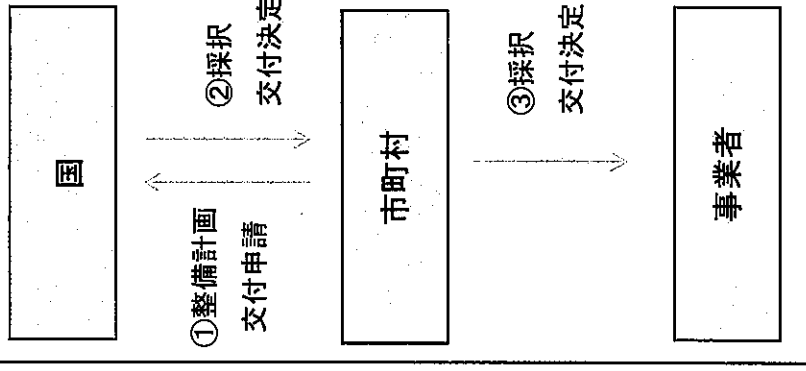 国
①整備計画
交付申請
②採択
交付決定
市町村
③採択
交付決定
事業者